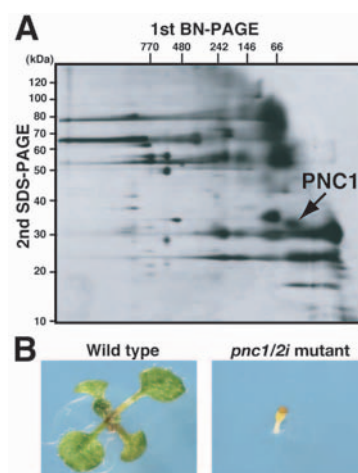 A
1st BN-PAGE
770 480 242 146 66
(kDa)
120
100
80
70
60
50
40
30
20
10
2nd SDS-PAGE
PNC1
B
Wild type
pnc1/2i mutant